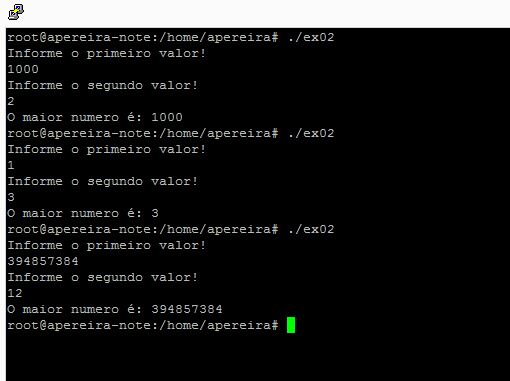 root@apereira-note:/home/apereira# ./ex02
Informe o primeiro valor!
1000
Informe o segundo valor!
2
O maior numero é: 1000
root@apereira-note:/home/apereira# ./ex02
Informe o primeiro valor!
1
Informe o segundo valor!
3
O maior numero é: 3
root@apereira-note:/home/apereira# ./ex02
Informe o primeiro valor!
394857384
Informe o segundo valor!
12
O maior numero é: 394857384
root@apereira-note:/home/apereira#